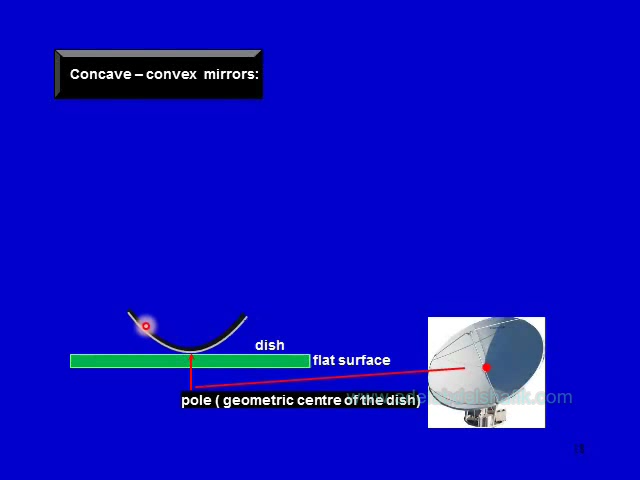 Concave – convex mirrors:
dish
flat surface
pole ( geometric centre of the dish)